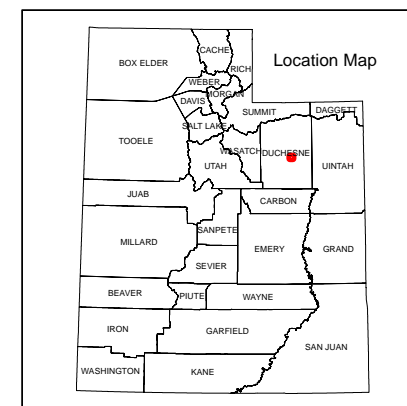 Location Map
BOX ELDER
CACHE
RICH
WEBER
MORGAN
DAVIS
SUMMIT
DAGGETT
SALT LAKE
TOOELE
WASATCH
DUCHESNE
UTAH
UINTAH
JUAB
CARBON
SANPETE
MILLARD
EMERY
GRAND
SEVIER
BEAVER
PIUTE
WAYNE
IRON
GARFIELD
SAN JUAN
WASHINGTON
KANE